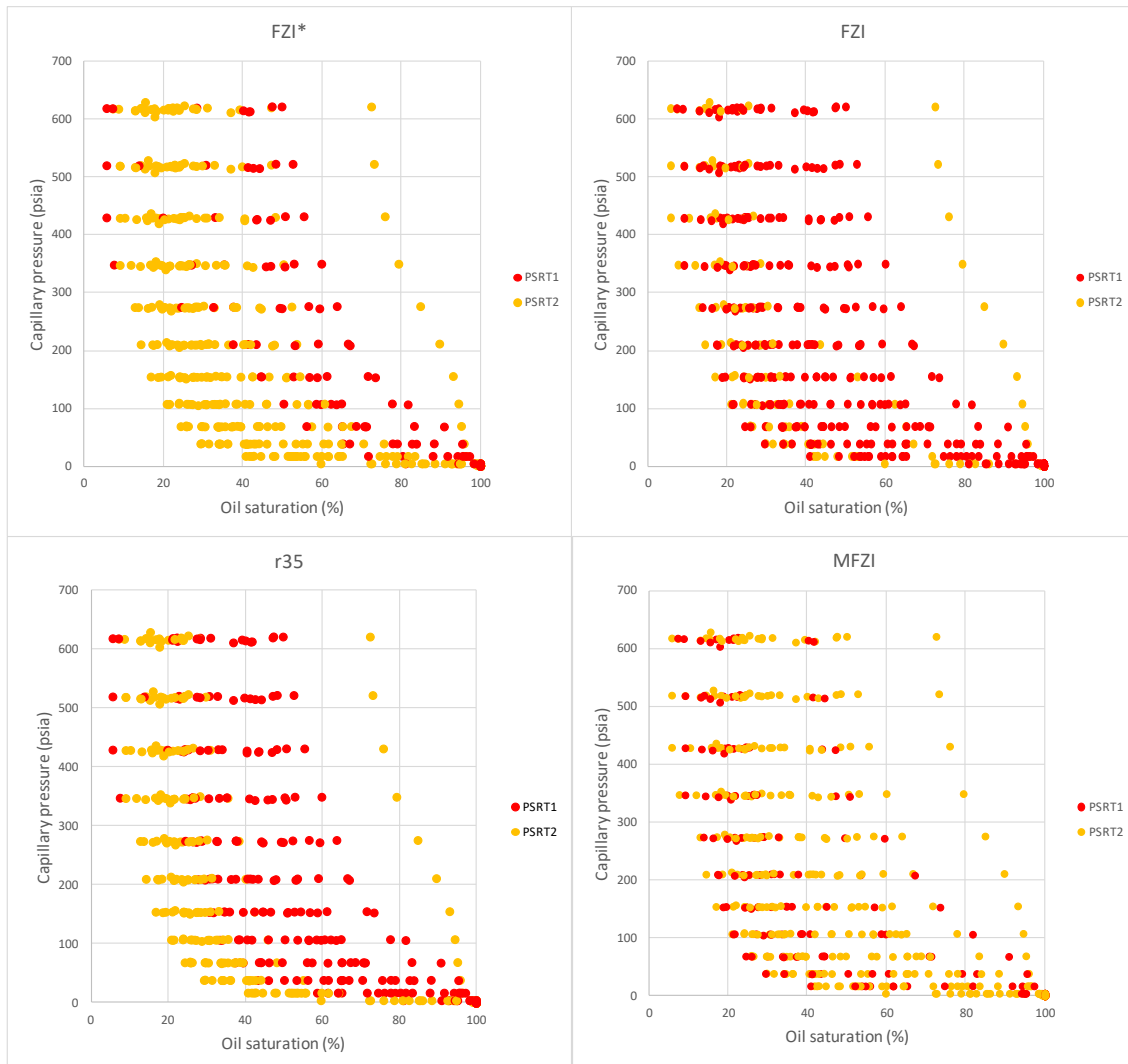 FZI*
700
600
500
400
300
200
100
0
0 20 40 60 80 100
Capillary pressure (psia)
Oil saturation (%)
PSRT1
PSRT2
FZI
700
600
500
400
300
200
100
0
0 20 40 60 80 100
Capillary pressure (psia)
Oil saturation (%)
PSRT1
PSRT2
r35
700
600
500
400
300
200
100
0
0 20 40 60 80 100
Capillary pressure (psia)
Oil saturation (%)
PSRT1
PSRT2
MFZI
700
600
500
400
300
200
100
0
0 20 40 60 80 100
Capillary pressure (psia)
Oil saturation (%)
PSRT1
PSRT2